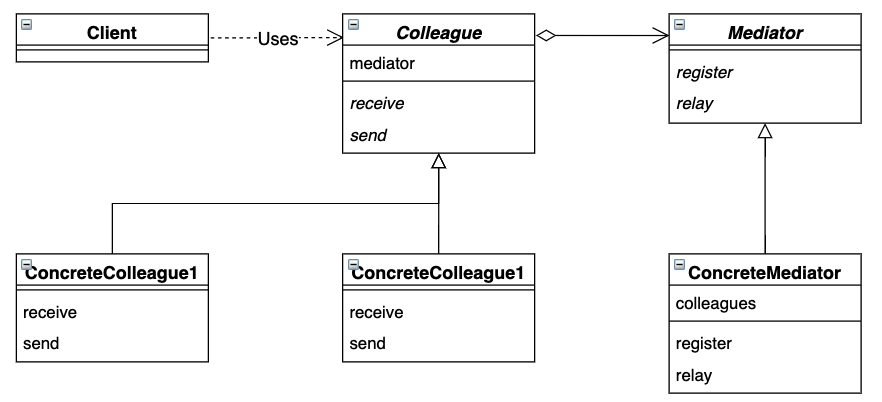 Client
Uses
Colleague
mediator
receive
send
Mediator
register
relay
ConcreteColleague1
receive
send
ConcreteColleague1
receive
send
ConcreteMediator
colleagues
register
relay